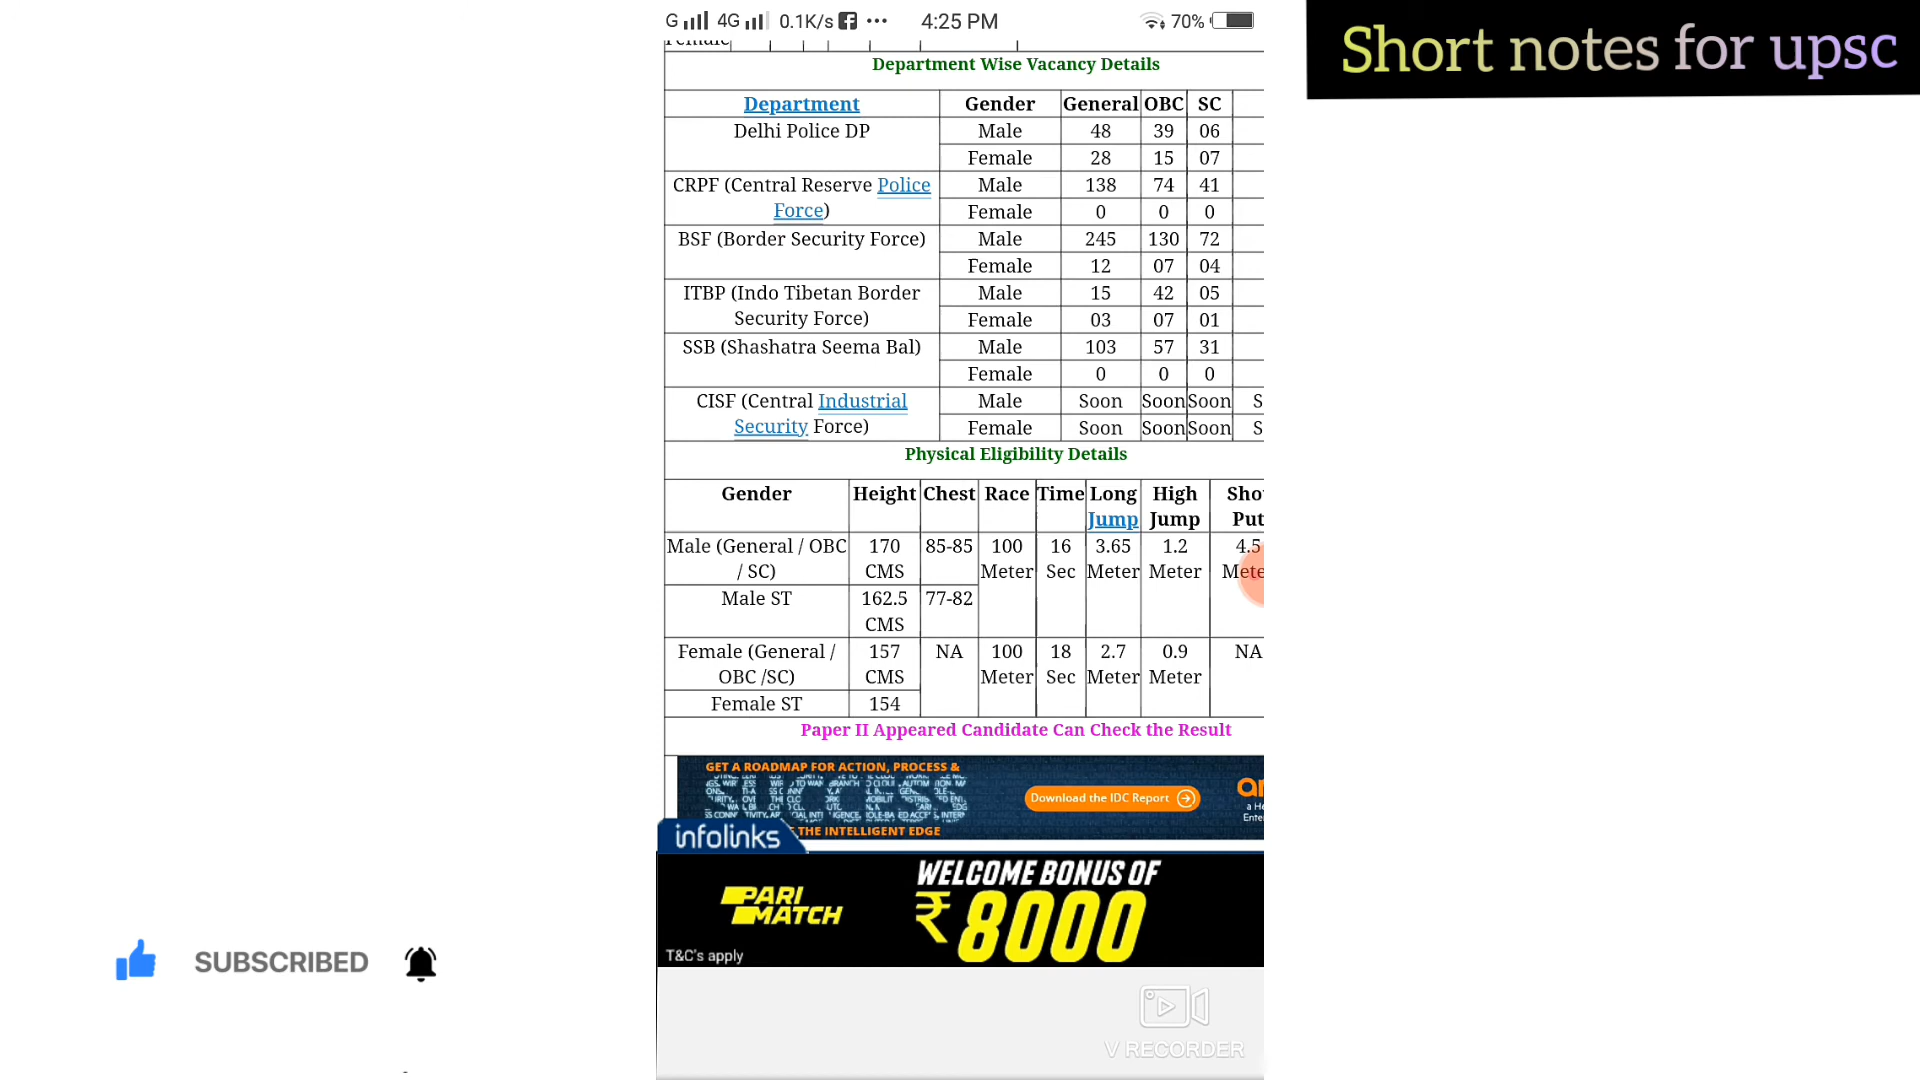 G 4G 0.1K/s 4:25 PM 70%
Short notes for upsc
Female
Department Wise Vacancy Details
Department Gender General OBC SC
Delhi Police DP Male 48 39 06
Female 28 15 07
CRPF (Central Reserve Police Force) Male 138 74 41
Female 0 0 0
BSF (Border Security Force) Male 245 130 72
Female 12 07 04
ITBP (Indo Tibetan Border Security Force) Male 15 42 05
Female 03 07 01
SSB (Shashatra Seema Bal) Male 103 57 31
Female 0 0 0
CISF (Central Industrial Security Force) Male Soon Soon Soon S
Female Soon Soon Soon S
Physical Eligibility Details
Gender Height Chest Race Time Long Jump High Jump Sho Put
Male (General / OBC / SC) 170 CMS 85-85 100 Meter 16 Sec 3.65 Meter 1.2 Meter 4.5 Mete
Male ST 162.5 CMS 77-82
Female (General / OBC /SC) 157 CMS NA 100 Meter 18 Sec 2.7 Meter 0.9 Meter NA
Female ST 154
Paper II Appeared Candidate Can Check the Result
GET A ROADMAP FOR ACTION, PROCESS &
SUCCESS
Download the IDC Report
THE INTELLIGENT EDGE
infolinks
WELCOME BONUS OF
PARI MATCH
₹8000
T&C's apply
SUBSCRIBED
V RECORDER